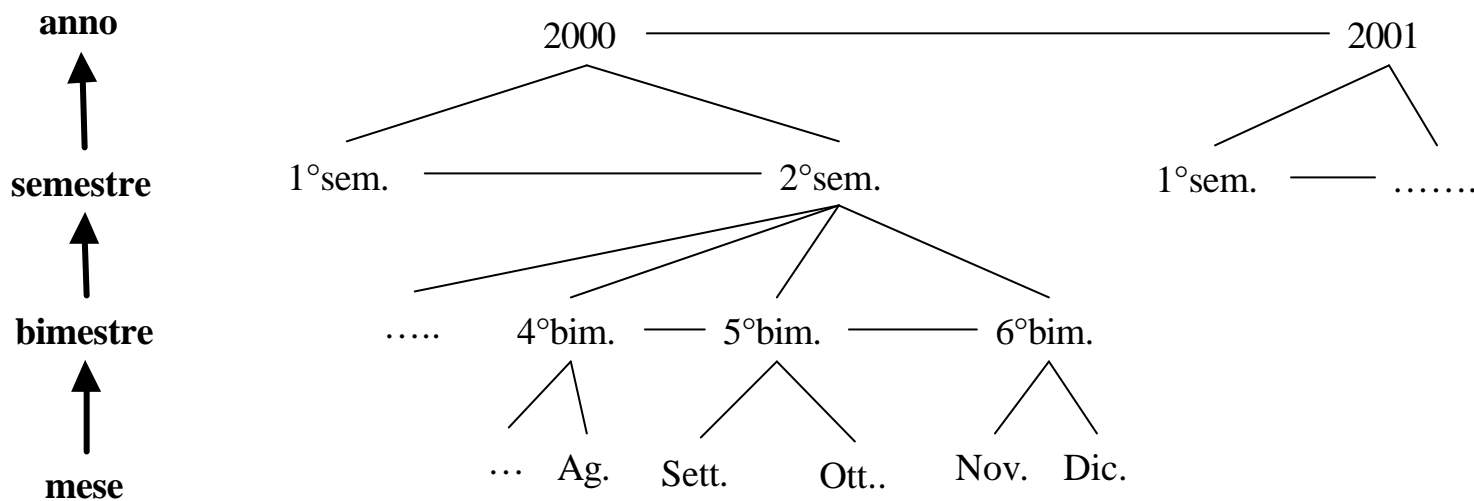 anno 2000 2001
semestre 1°sem. 2°sem. 1°sem. …….
bimestre ….. 4°bim. 5°bim. 6°bim.
… Ag. Sett. Ott.. Nov. Dic.
mese